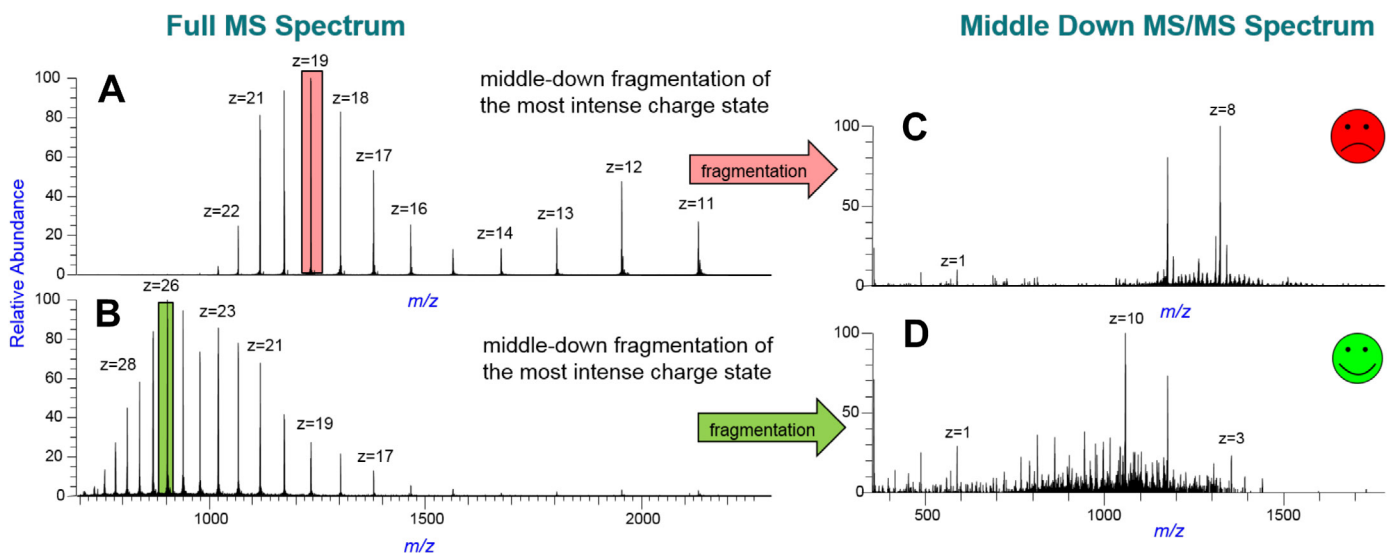 Full MS Spectrum
Middle Down MS/MS Spectrum
A
100
80
60
40
20
0
Relative Abundance
z=22
z=21
z=19
z=18
z=17
z=16
z=14
z=13
z=12
z=11
m/z
middle-down fragmentation of
the most intense charge state
fragmentation
C
100
50
0
z=1
z=8
m/z
B
100
80
60
40
20
0
z=28
z=26
z=23
z=21
z=19
z=17
1000
1500
2000
m/z
middle-down fragmentation of
the most intense charge state
fragmentation
D
100
50
0
z=1
z=10
z=3
500
1000
1500
m/z